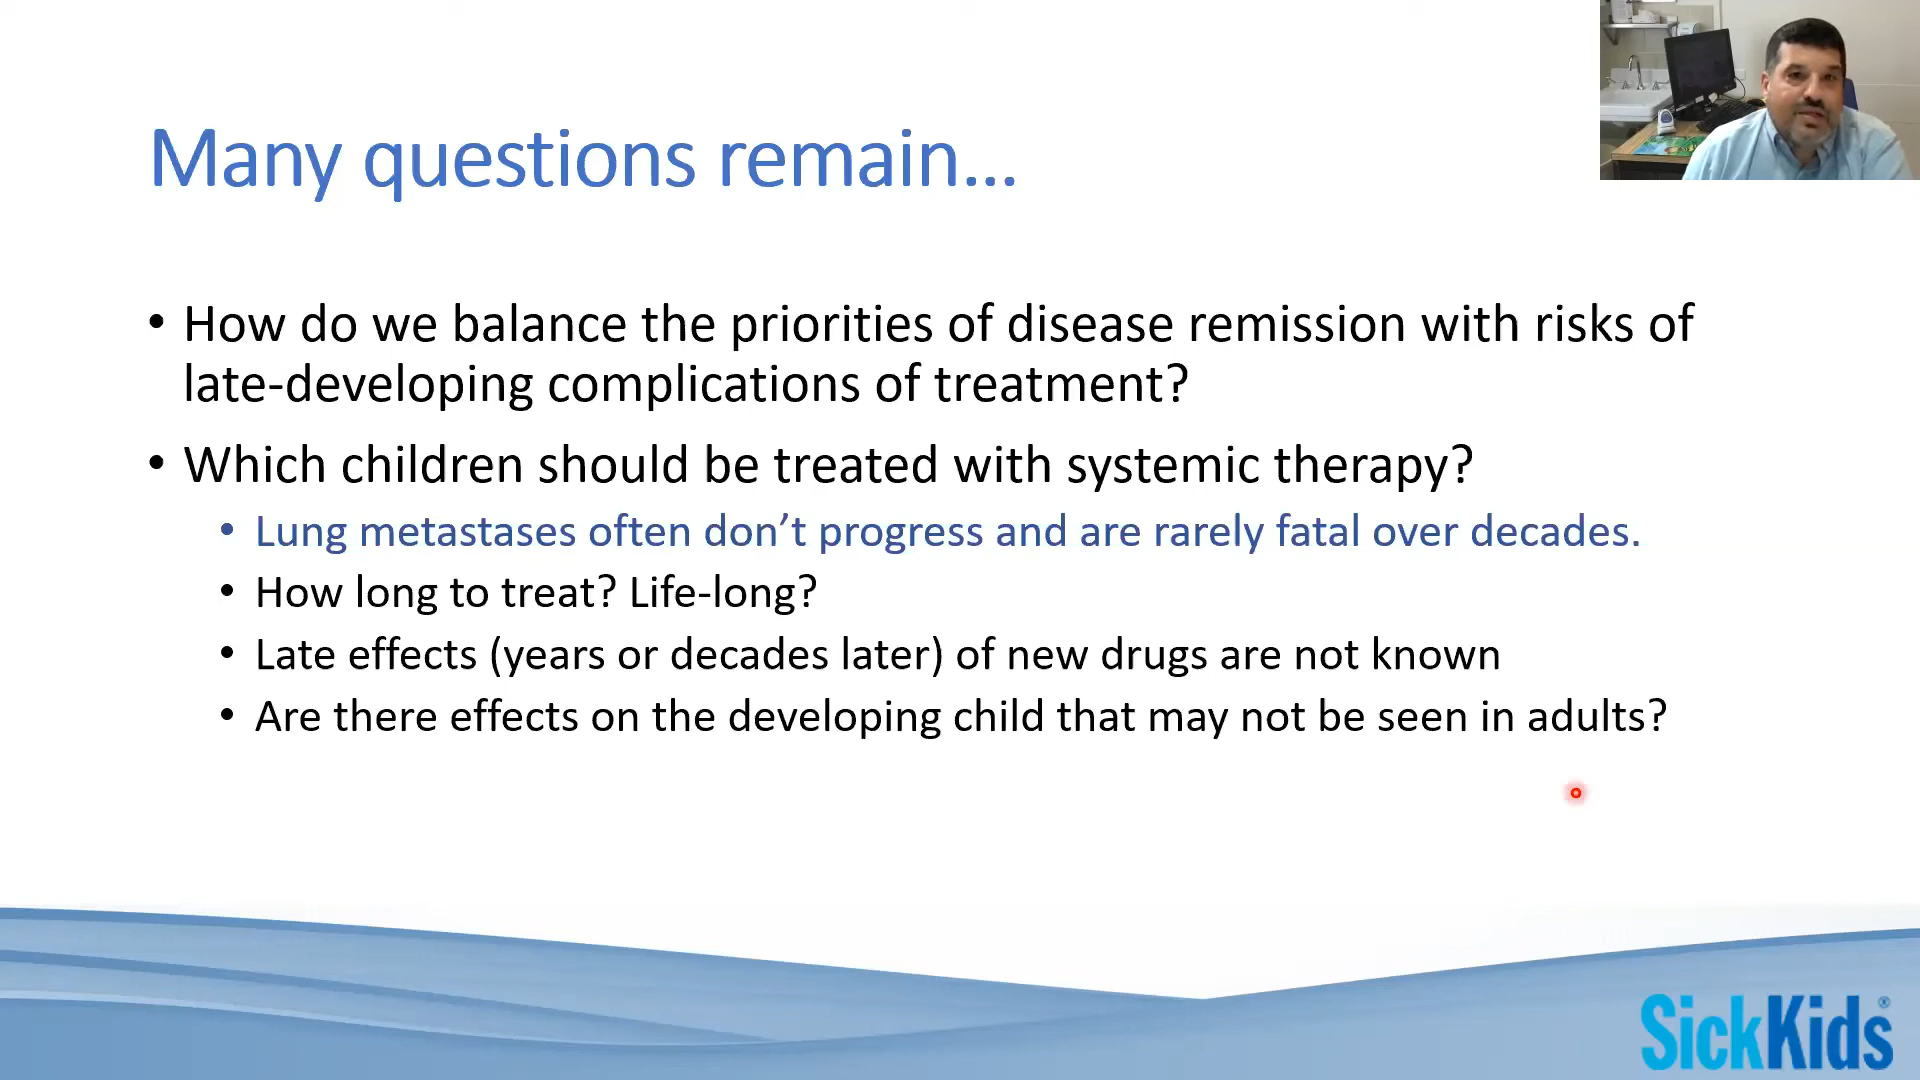 Many questions remain...
• How do we balance the priorities of disease remission with risks of
late-developing complications of treatment?
• Which children should be treated with systemic therapy?
• Lung metastases often don’t progress and are rarely fatal over decades.
• How long to treat? Life-long?
• Late effects (years or decades later) of new drugs are not known
• Are there effects on the developing child that may not be seen in adults?
SickKids®